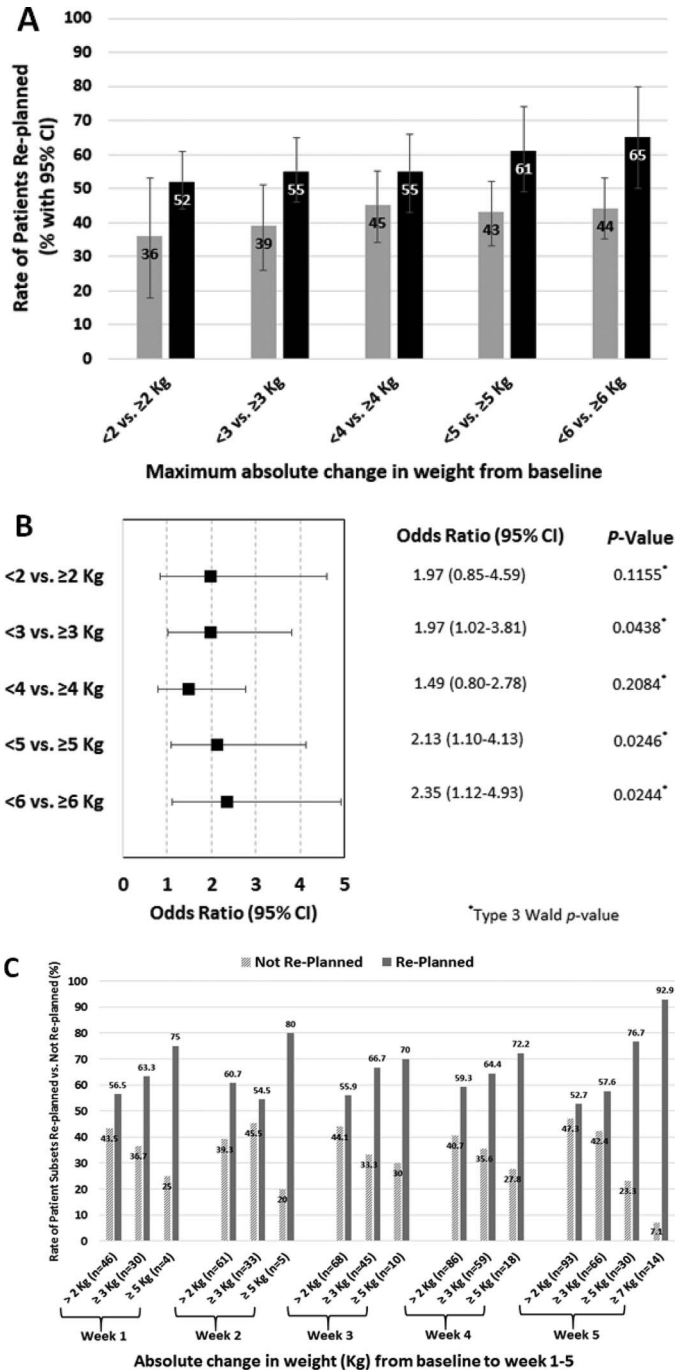 A
Rate of Patients Re-planned
(% with 95% CI)
100
90
80
70
60
50
40
30
20
10
0
36
52
39
55
45
55
43
61
44
65
<2 vs. ≥2 Kg
<3 vs. ≥3 Kg
<4 vs. ≥4 Kg
<5 vs. ≥5 Kg
<6 vs. ≥6 Kg
Maximum absolute change in weight from baseline
B
Odds Ratio (95% CI) P-Value
<2 vs. ≥2 Kg 1.97 (0.85-4.59) 0.1155*
<3 vs. ≥3 Kg 1.97 (1.02-3.81) 0.0438*
<4 vs. ≥4 Kg 1.49 (0.80-2.78) 0.2084*
<5 vs. ≥5 Kg 2.13 (1.10-4.13) 0.0246*
<6 vs. ≥6 Kg 2.35 (1.12-4.93) 0.0244*
0 1 2 3 4 5
Odds Ratio (95% CI)
*Type 3 Wald p-value
C
Not Re-Planned Re-Planned
Rate of Patient Subsets Re-planned vs. Not Re-planned (%)
100
90
80
70
60
50
40
30
20
10
0
43.5
56.5
36.7
63.3
25
75
39.3
60.7
45.5
54.5
20
80
44.1
55.9
33.3
66.7
30
70
40.7
59.3
35.6
64.4
27.8
72.2
47.3
52.7
42.4
57.6
23.3
76.7
7.1
92.9
> 2 Kg (n=46)
≥ 3 Kg (n=30)
≥ 5 Kg (n=4)
> 2 Kg (n=61)
≥ 3 Kg (n=33)
≥ 5 Kg (n=5)
> 2 Kg (n=68)
≥ 3 Kg (n=45)
≥ 5 Kg (n=10)
> 2 Kg (n=86)
≥ 3 Kg (n=59)
≥ 5 Kg (n=18)
> 2 Kg (n=93)
≥ 3 Kg (n=66)
≥ 5 Kg (n=30)
≥ 7 Kg (n=14)
Week 1
Week 2
Week 3
Week 4
Week 5
Absolute change in weight (Kg) from baseline to week 1-5